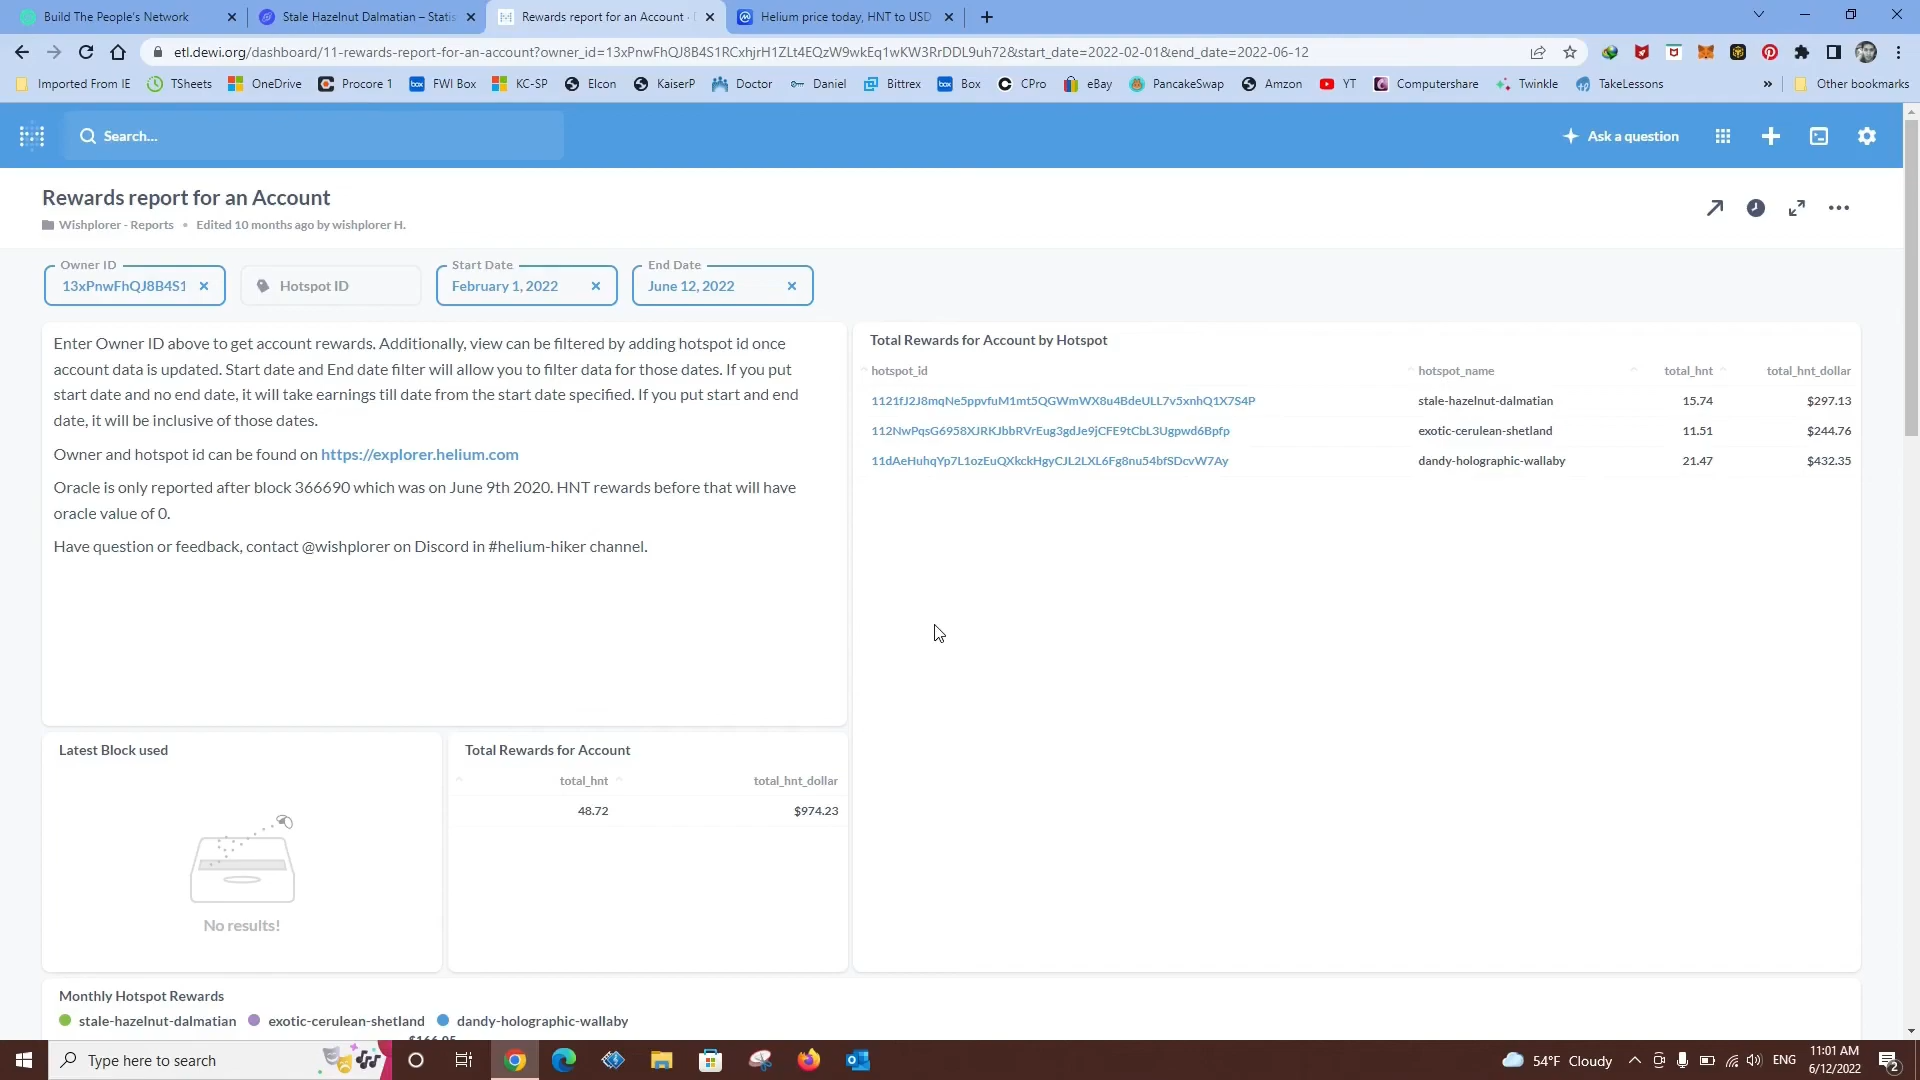 Build The People's Network
Stale Hazelnut Dalmatian – Statis
Rewards report for an Account ·
Helium price today, HNT to USD
etl.dewi.org/dashboard/11-rewards-report-for-an-account?owner_id=13xPnwFhQJ8B4S1RCxhjrH1ZLt4EQzW9wkEq1wKW3RrDDL9uh72&start_date=2022-02-01&end_date=2022-06-12
Imported From IE
TSheets
OneDrive
Procore 1
box
FWI Box
KC-SP
Elcon
KaiserP
Doctor
Daniel
Bittrex
box
Box
CPro
eBay
PancakeSwap
Amzon
YT
Computershare
Twinkle
TakeLessons
»
Other bookmarks
Search...
Ask a question
Rewards report for an Account
Wishplorer - Reports • Edited 10 months ago by wishplorer H.
Owner ID
13xPnwFhQJ8B4S1
Hotspot ID
Start Date
February 1, 2022
End Date
June 12, 2022
Enter Owner ID above to get account rewards. Additionally, view can be filtered by adding hotspot id once
account data is updated. Start date and End date filter will allow you to filter data for those dates. If you put
start date and no end date, it will take earnings till date from the start date specified. If you put start and end
date, it will be inclusive of those dates.
Owner and hotspot id can be found on https://explorer.helium.com
Oracle is only reported after block 366690 which was on June 9th 2020. HNT rewards before that will have
oracle value of 0.
Have question or feedback, contact @wishplorer on Discord in #helium-hiker channel.
Total Rewards for Account by Hotspot
hotspot_id hotspot_name total_hnt total_hnt_dollar
1121fJ2J8mqNe5ppvfuM1mt5QGWmWX8u4BdeULL7v5xnhQ1X7S4P stale-hazelnut-dalmatian 15.74 $297.13
112NwPqsG6958XJRKJbbRVrEug3gdJe9jCFE9tCbL3Ugpwd6Bpfp exotic-cerulean-shetland 11.51 $244.76
11dAeHuhqYp7L1ozEuQXkckHgyCJL2LXL6Fg8nu54bfSDcvW7Ay dandy-holographic-wallaby 21.47 $432.35
Latest Block used
No results!
Total Rewards for Account
total_hnt total_hnt_dollar
48.72 $974.23
Monthly Hotspot Rewards
stale-hazelnut-dalmatian exotic-cerulean-shetland dandy-holographic-wallaby
Type here to search
54°F Cloudy
ENG
11:01 AM
6/12/2022
2